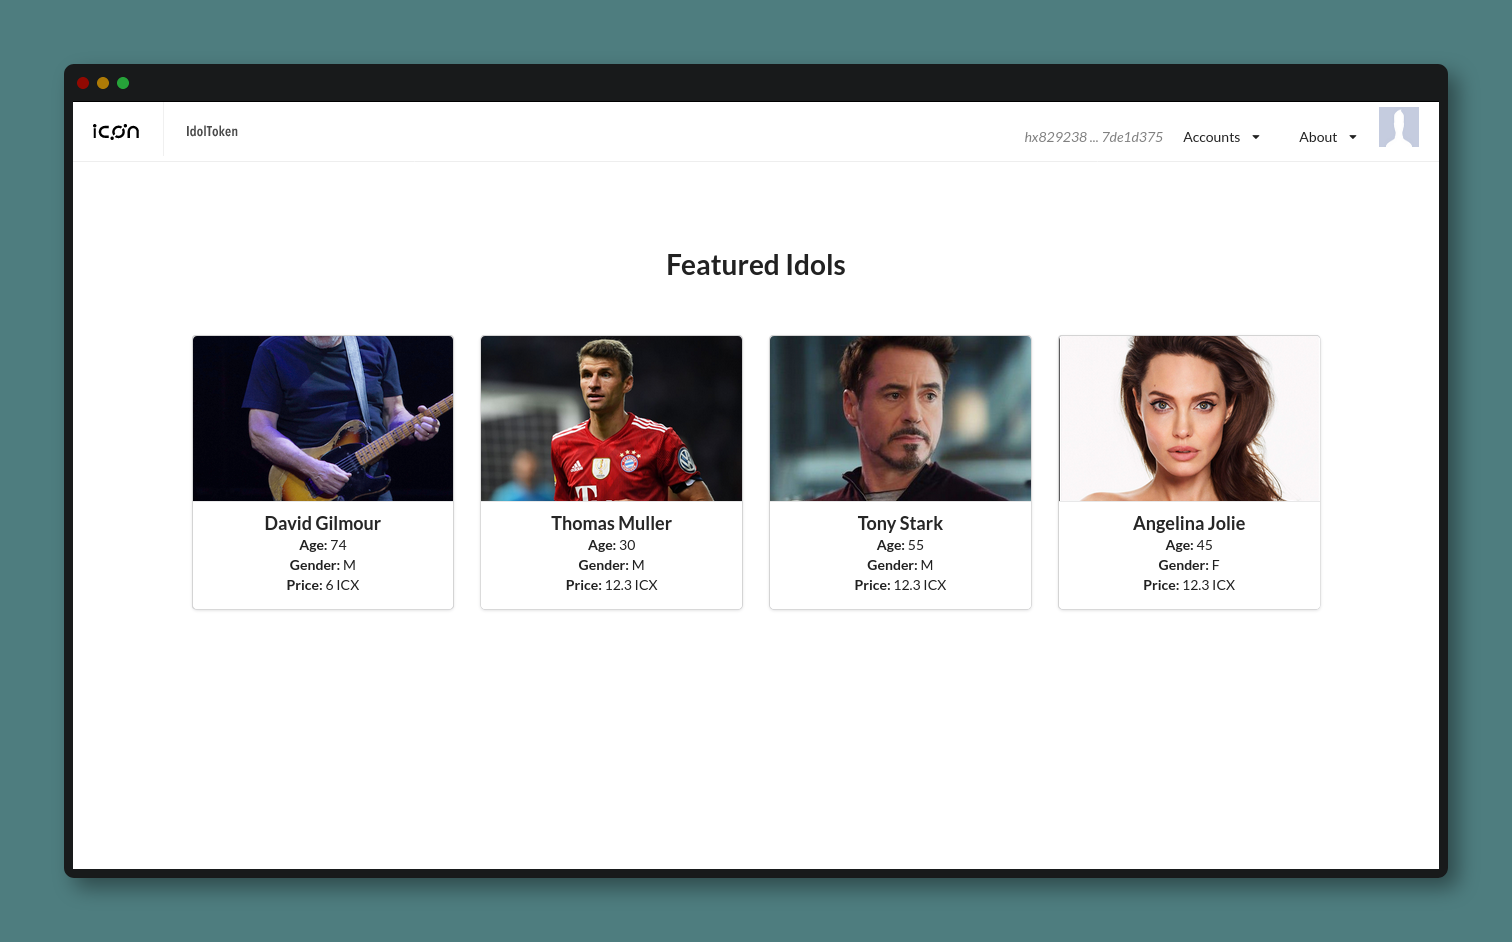 icon
IdolToken
hx829238 ... 7de1d375
Accounts
About
Featured Idols
David Gilmour
Age: 74
Gender: M
Price: 6 ICX
Thomas Muller
Age: 30
Gender: M
Price: 12.3 ICX
Tony Stark
Age: 55
Gender: M
Price: 12.3 ICX
Angelina Jolie
Age: 45
Gender: F
Price: 12.3 ICX